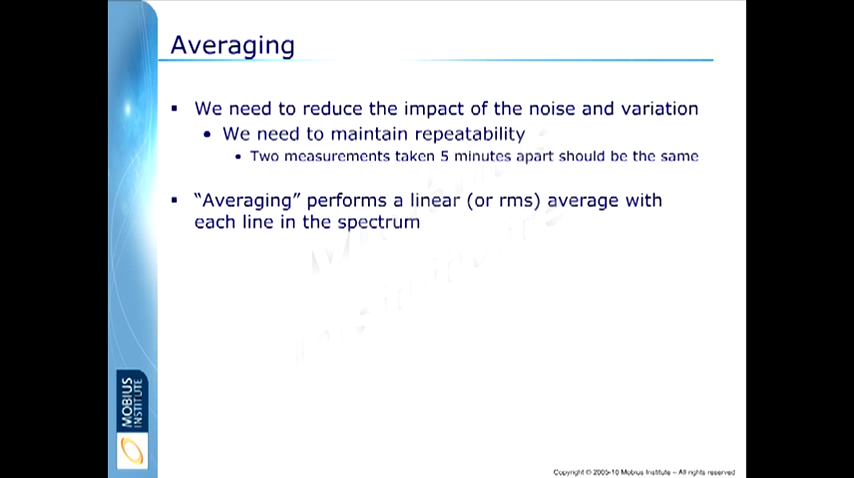 Averaging
▪ We need to reduce the impact of the noise and variation
• We need to maintain repeatability
• Two measurements taken 5 minutes apart should be the same
▪ “Averaging” performs a linear (or rms) average with
each line in the spectrum
MOBIUS
INSTITUTE
Copyright © 2005-10 Mobius Institute – All rights reserved